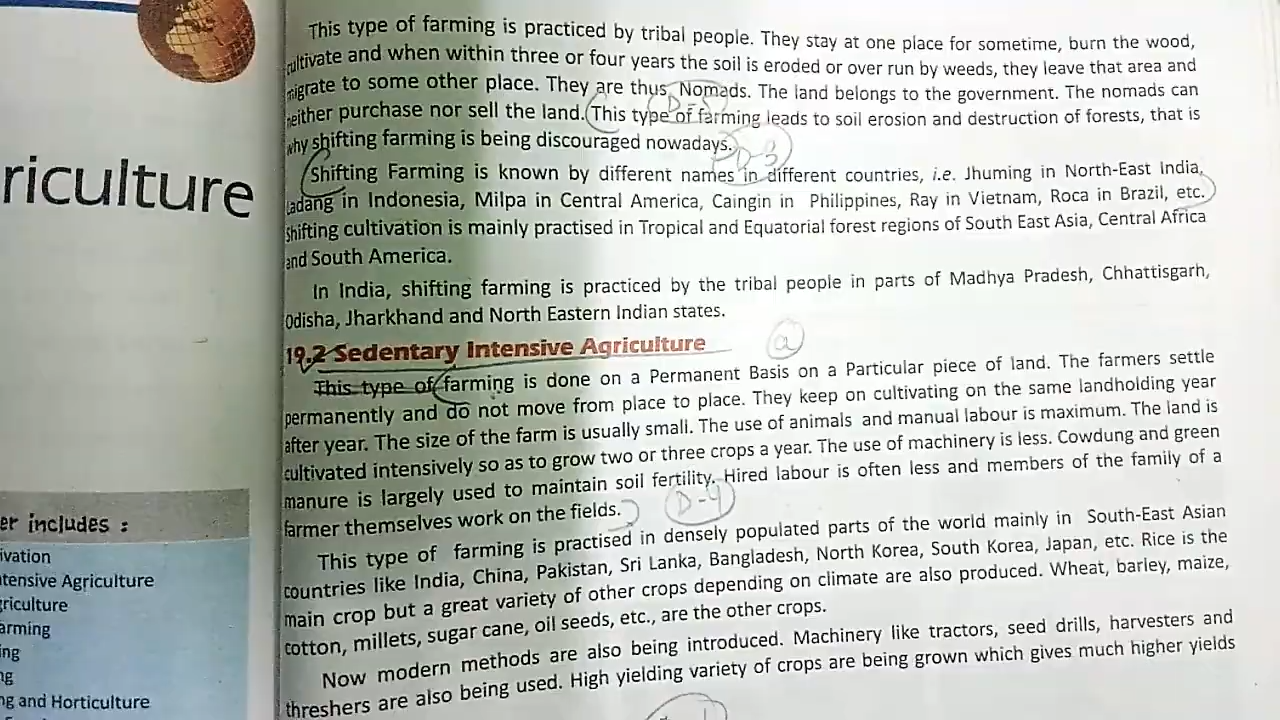 This type of farming is practiced by tribal people. They stay at one place for sometime, burn the wood,
cultivate and when within three or four years the soil is eroded or over run by weeds, they leave that area and
migrate to some other place. They are thus Nomads. The land belongs to the government. The nomads can
neither purchase nor sell the land. This type of farming leads to soil erosion and destruction of forests, that is
why shifting farming is being discouraged nowadays.
D-5
D-3
riculture
Shifting Farming is known by different names in different countries, i.e. Jhuming in North-East India,
Ladang in Indonesia, Milpa in Central America, Caingin in Philippines, Ray in Vietnam, Roca in Brazil, etc.
Shifting cultivation is mainly practised in Tropical and Equatorial forest regions of South East Asia, Central Africa
and South America.
In India, shifting farming is practiced by the tribal people in parts of Madhya Pradesh, Chhattisgarh,
Odisha, Jharkhand and North Eastern Indian states.
19.2 Sedentary Intensive Agriculture
a
This type of farming is done on a Permanent Basis on a Particular piece of land. The farmers settle
permanently and do not move from place to place. They keep on cultivating on the same landholding year
after year. The size of the farm is usually small. The use of animals and manual labour is maximum. The land is
cultivated intensively so as to grow two or three crops a year. The use of machinery is less. Cowdung and green
manure is largely used to maintain soil fertility. Hired labour is often less and members of the family of a
farmer themselves work on the fields.
D-4
This type of farming is practised in densely populated parts of the world mainly in South-East Asian
countries like India, China, Pakistan, Sri Lanka, Bangladesh, North Korea, South Korea, Japan, etc. Rice is the
main crop but a great variety of other crops depending on climate are also produced. Wheat, barley, maize,
cotton, millets, sugar cane, oil seeds, etc., are the other crops.
Now modern methods are also being introduced. Machinery like tractors, seed drills, harvesters and
threshers are also being used. High yielding variety of crops are being grown which gives much higher yields
er includes :
ivation
tensive Agriculture
griculture
arming
ing
ng
ng and Horticulture